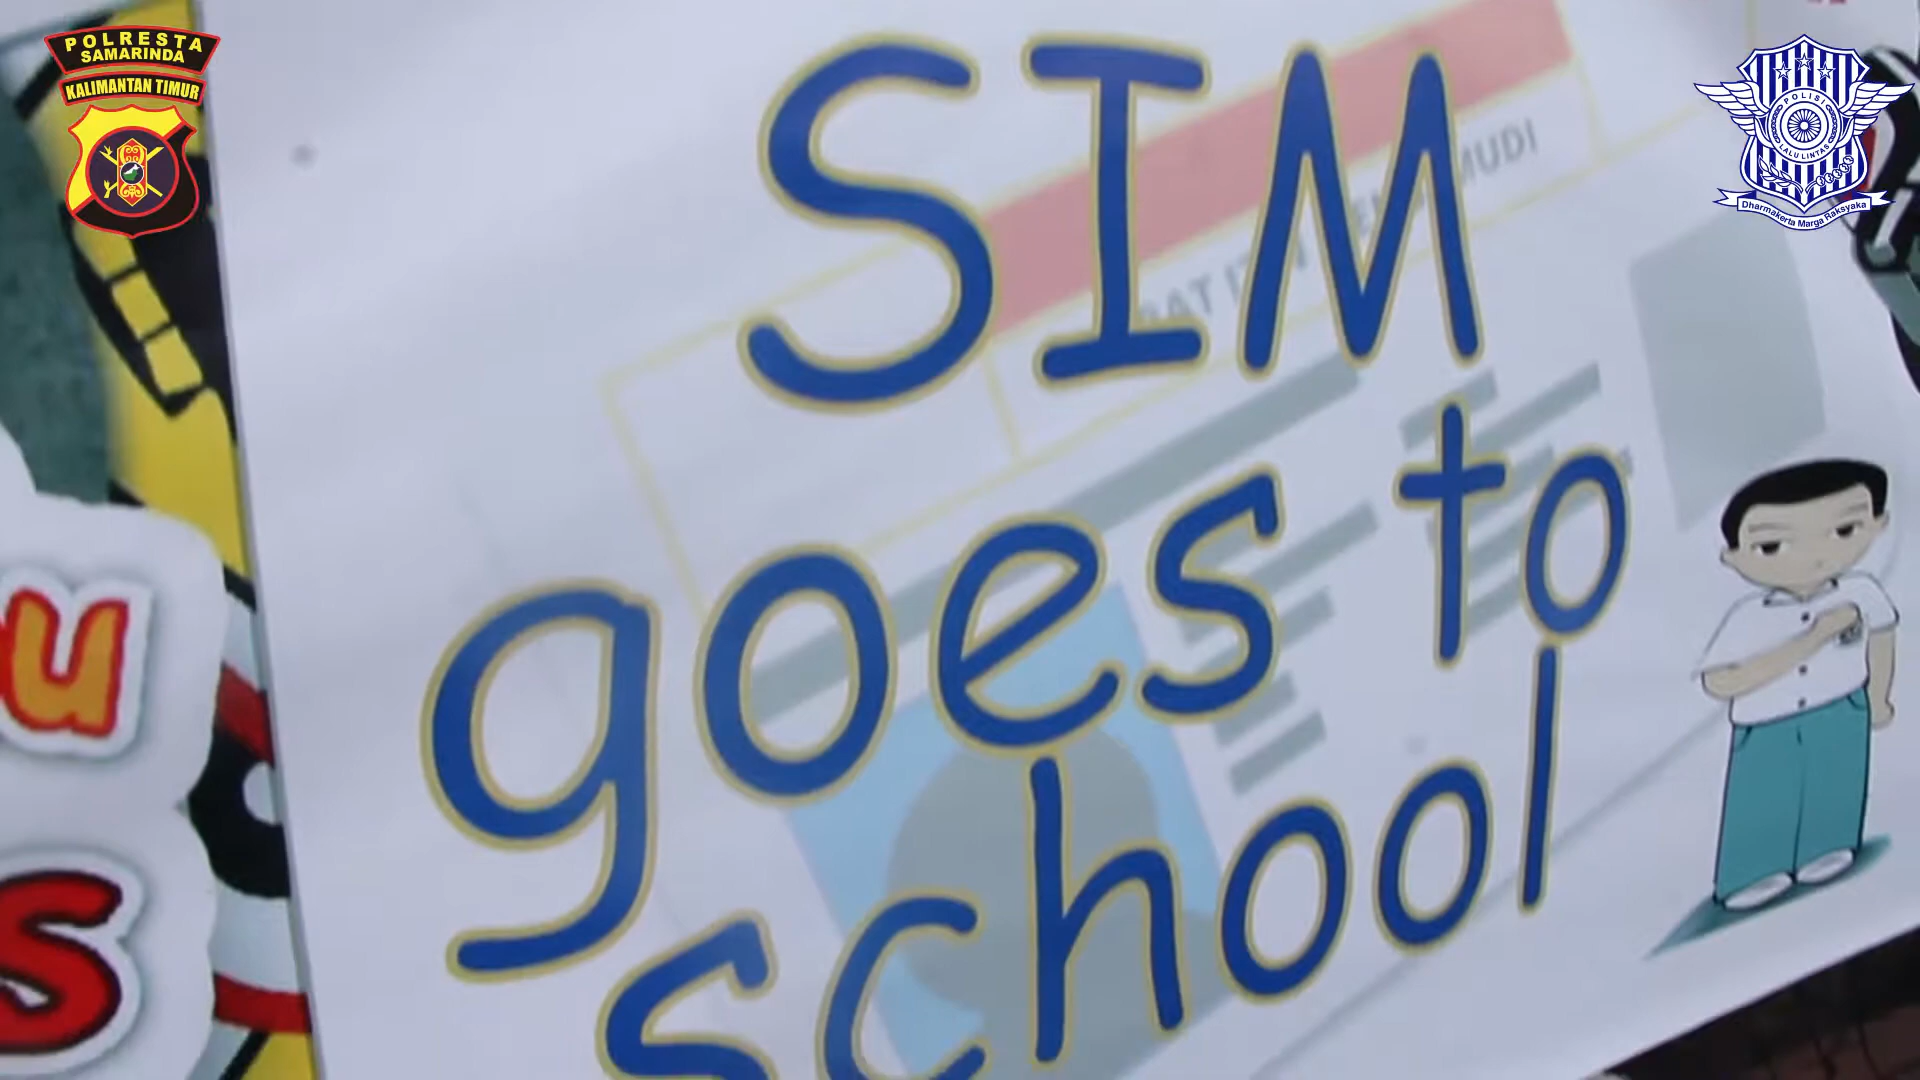 POLRESTA
SAMARINDA
KALIMANTAN TIMUR
POLISI
LALU LINTAS
Dharmakerta Marga Raksyaka
SIM
goes to
school
u
s